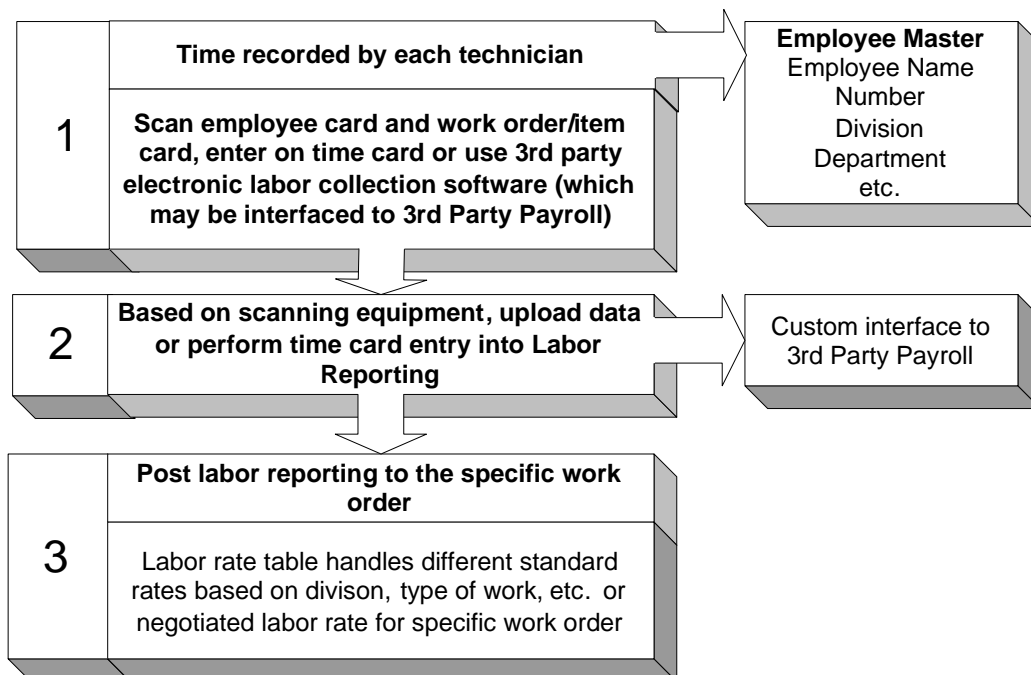 1
Time recorded by each technician
Scan employee card and work order/item
card, enter on time card or use 3rd party
electronic labor collection software (which
may be interfaced to 3rd Party Payroll)
Employee Master
Employee Name
Number
Division
Department
etc.
2
Based on scanning equipment, upload data
or perform time card entry into Labor
Reporting
Custom interface to
3rd Party Payroll
3
Post labor reporting to the specific work
order
Labor rate table handles different standard
rates based on divison, type of work, etc. or
negotiated labor rate for specific work order